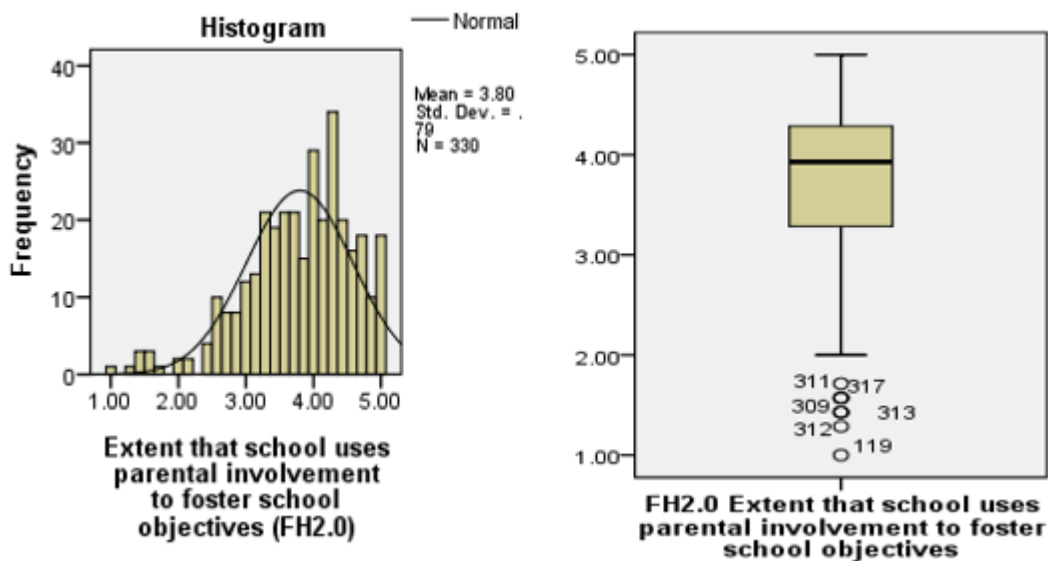 Histogram
Normal
Mean = 3.80
Std. Dev. = .
79
N = 330
Frequency
40
30
20
10
0
1.00 2.00 3.00 4.00 5.00
Extent that school uses
parental involvement
to foster school
objectives (FH2.0)
5.00
4.00
3.00
2.00
1.00
311 317
309 313
312
119
FH2.0 Extent that school uses
parental involvement to foster
school objectives